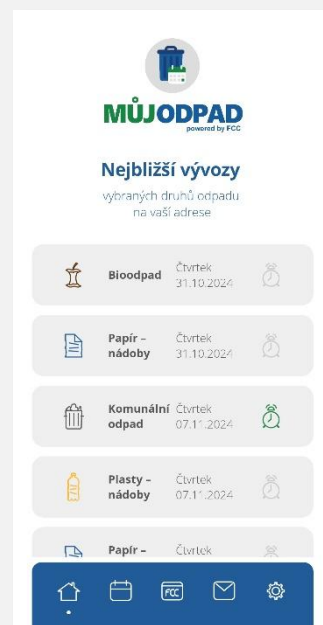 MŮJODPAD
powered by FCC
Nejbližší vývozy
vybraných druhů odpadu
na vaší adrese
Bioodpad
Čtvrtek
31.10.2024
Papír –
nádoby
Čtvrtek
31.10.2024
Komunální
odpad
Čtvrtek
07.11.2024
Plasty –
nádoby
Čtvrtek
07.11.2024
Papír –
Čtvrtek
FCC